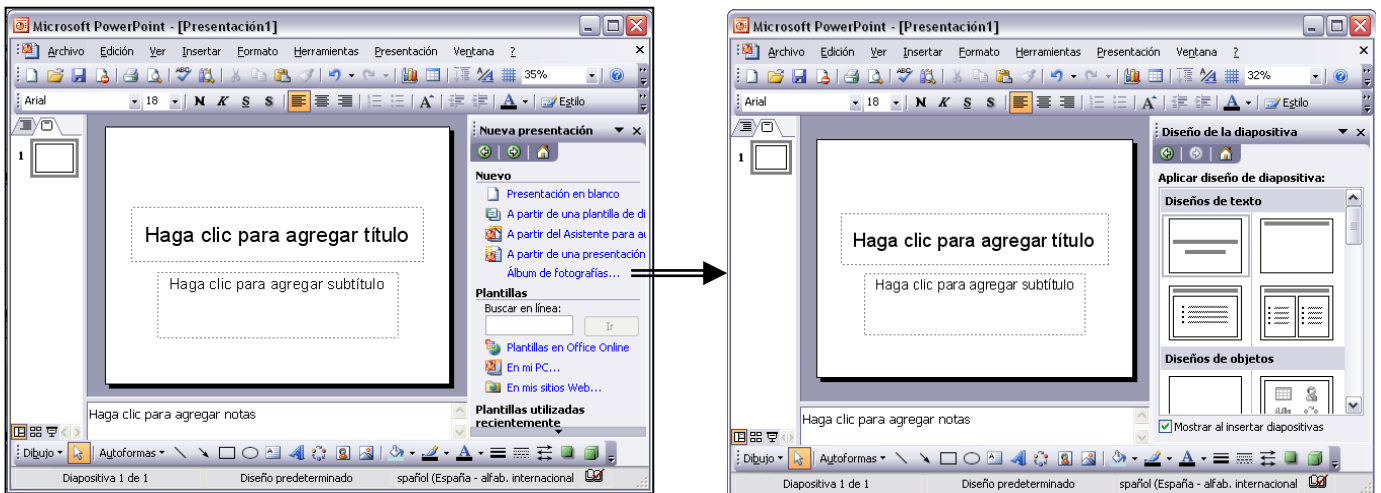 Microsoft PowerPoint - [Presentación1]
Archivo Edición Ver Insertar Formato Herramientas Presentación Ventana ?
35%
Arial 18 N K S S Estilo
1
Haga clic para agregar título
Haga clic para agregar subtítulo
Haga clic para agregar notas
Nueva presentación
Nuevo
Presentación en blanco
A partir de una plantilla de di
A partir del Asistente para au
A partir de una presentación
Álbum de fotografías...
Plantillas
Buscar en línea:
Ir
Plantillas en Office Online
En mi PC...
En mis sitios Web...
Plantillas utilizadas
recientemente
Dibujo Autoformas
Diapositiva 1 de 1 Diseño predeterminado spañol (España - alfab. internacional
Microsoft PowerPoint - [Presentación1]
Archivo Edición Ver Insertar Formato Herramientas Presentación Ventana ?
32%
Arial 18 N K S S Estilo
1
Haga clic para agregar título
Haga clic para agregar subtítulo
Haga clic para agregar notas
Diseño de la diapositiva
Aplicar diseño de diapositiva:
Diseños de texto
Diseños de objetos
Mostrar al insertar diapositivas
Dibujo Autoformas
Diapositiva 1 de 1 Diseño predeterminado spañol (España - alfab. internacional